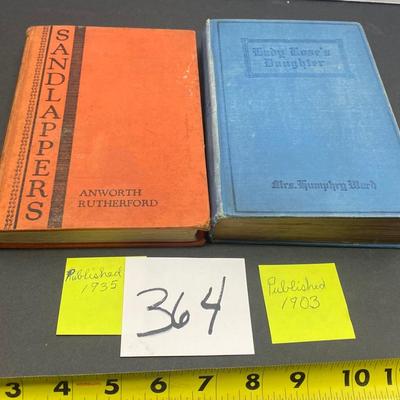 SANDLAPPERS
ANWORTH
RUTHERFORD
Lady Rose's
Daughter
Mrs. Humphry Ward
Published
1935
364
Published
1903
3 4 5 6 7 8 9 10 11